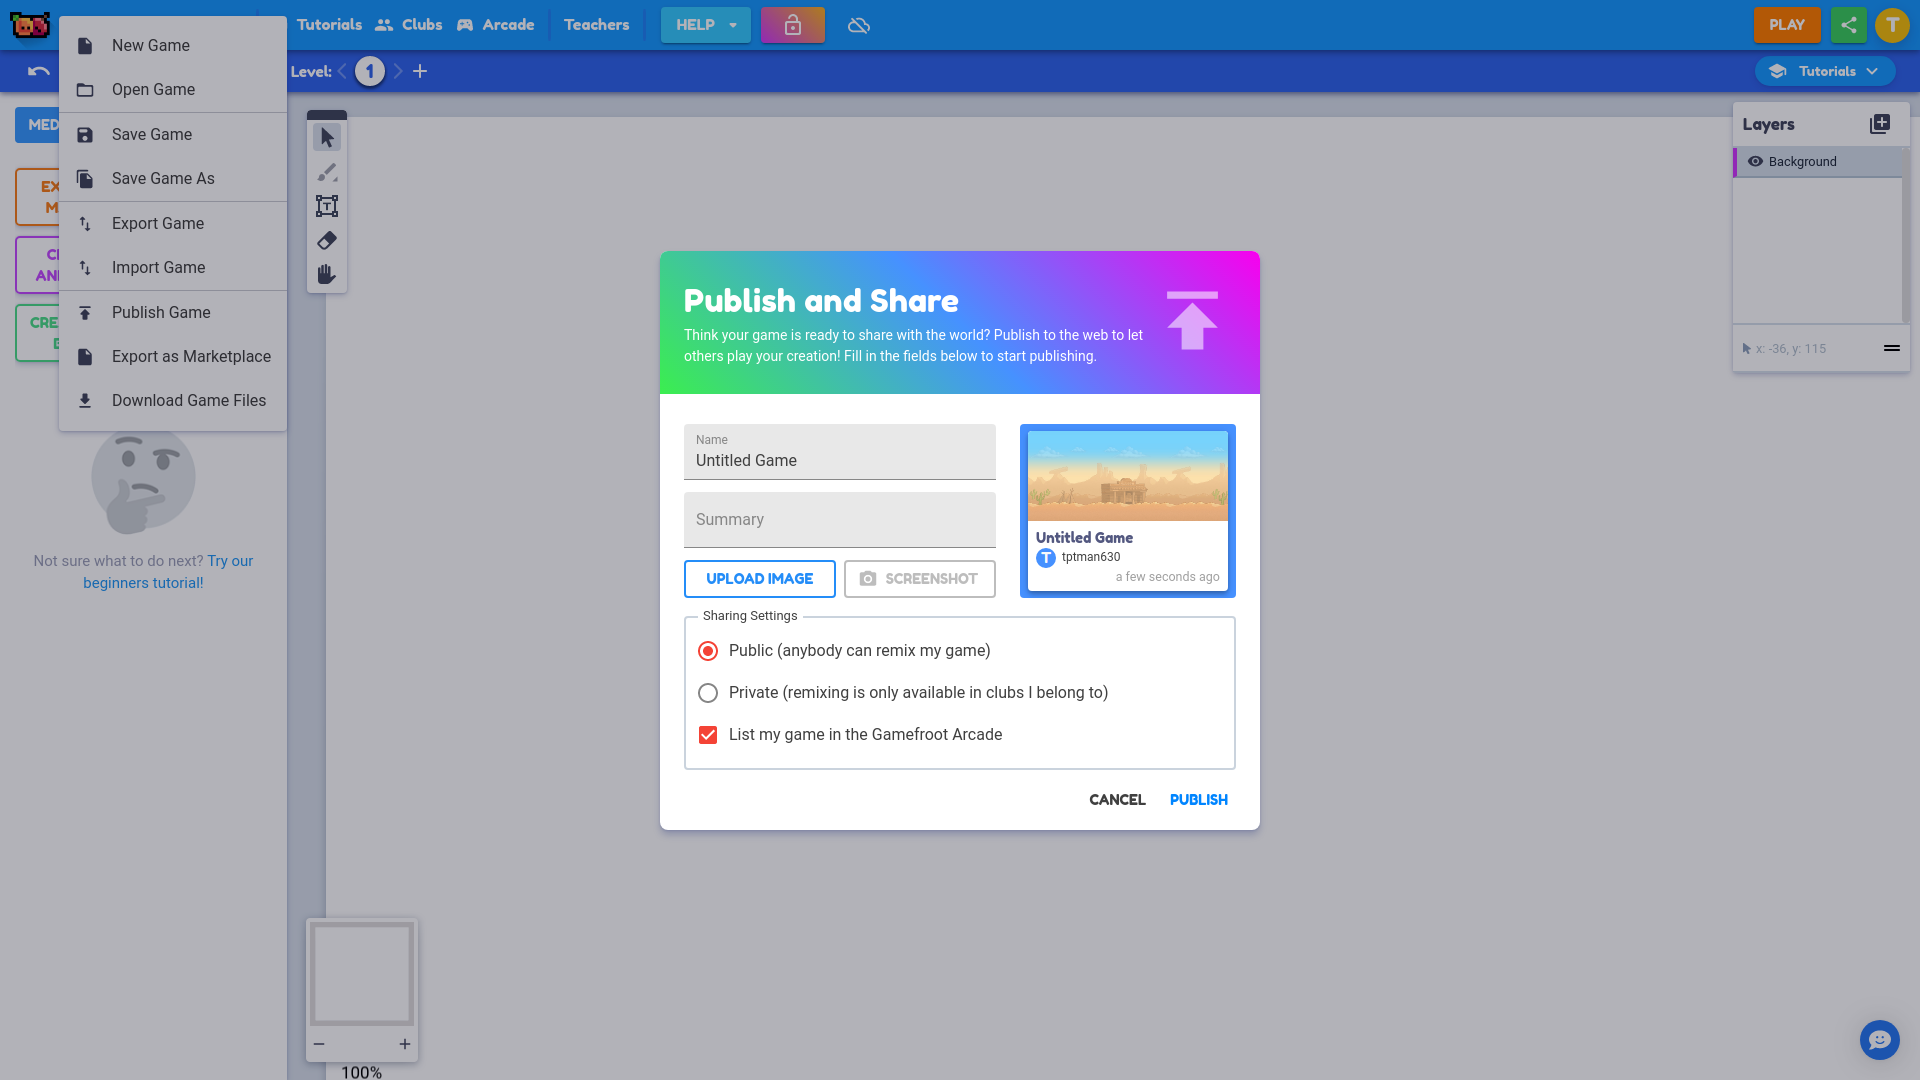 Tutorials
Clubs
Arcade
Teachers
HELP
PLAY
T
Level:
1
Tutorials
New Game
Open Game
Save Game
Save Game As
Export Game
Import Game
Publish Game
Export as Marketplace
Download Game Files
MED
EX
M
CRE
Not sure what to do next? Try our
beginners tutorial!
T
Layers
Background
x: -36, y: 115
Publish and Share
Think your game is ready to share with the world? Publish to the web to let
others play your creation! Fill in the fields below to start publishing.
Name
Untitled Game
Summary
UPLOAD IMAGE
SCREENSHOT
Untitled Game
T
tptman630
a few seconds ago
Sharing Settings
Public (anybody can remix my game)
Private (remixing is only available in clubs I belong to)
List my game in the Gamefroot Arcade
CANCEL
PUBLISH
100%